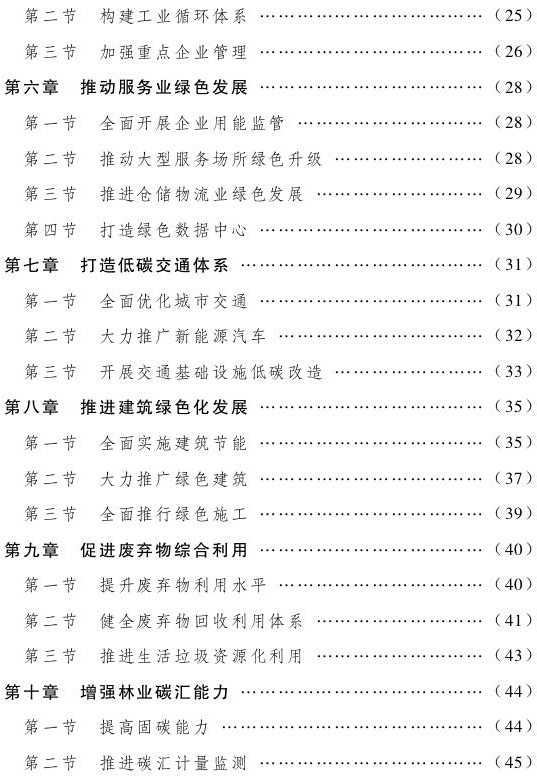 第二节 构建工业循环体系 ………………………………（25）
第三节 加强重点企业管理 ………………………………（26）
第六章 推动服务业绿色发展 ………………………………（28）
第一节 全面开展企业用能监管 ……………………………（28）
第二节 推动大型服务场所绿色升级 ………………………（28）
第三节 推进仓储物流业绿色发展 …………………………（29）
第四节 打造绿色数据中心 ………………………………（30）
第七章 打造低碳交通体系 …………………………………（31）
第一节 全面优化城市交通 ………………………………（31）
第二节 大力推广新能源汽车 ……………………………（32）
第三节 开展交通基础设施低碳改造 ………………………（33）
第八章 推进建筑绿色化发展 ………………………………（35）
第一节 全面实施建筑节能 ………………………………（35）
第二节 大力推广绿色建筑 ………………………………（37）
第三节 全面推行绿色施工 ………………………………（39）
第九章 促进废弃物综合利用 ………………………………（40）
第一节 提升废弃物利用水平 ……………………………（40）
第二节 健全废弃物回收利用体系 …………………………（41）
第三节 推进生活垃圾资源化利用 …………………………（43）
第十章 增强林业碳汇能力 …………………………………（44）
第一节 提高固碳能力 ……………………………………（44）
第二节 推进碳汇计量监测 ………………………………（45）